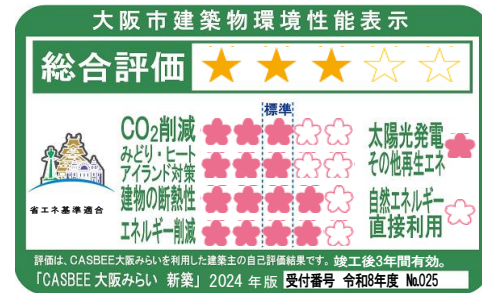 大阪市建築物環境性能表示
総合評価
標準
CO₂削減
みどり・ヒート
アイランド対策
建物の断熱性
エネルギー削減
太陽光発電
その他再生エネ
自然エネルギー
直接利用
省エネ基準適合
評価は、CASBEE大阪みらいを利用した建築主の自己評価結果です。竣工後3年間有効。
「CASBEE大阪みらい 新築」2024年版 受付番号 令和8年度 №025